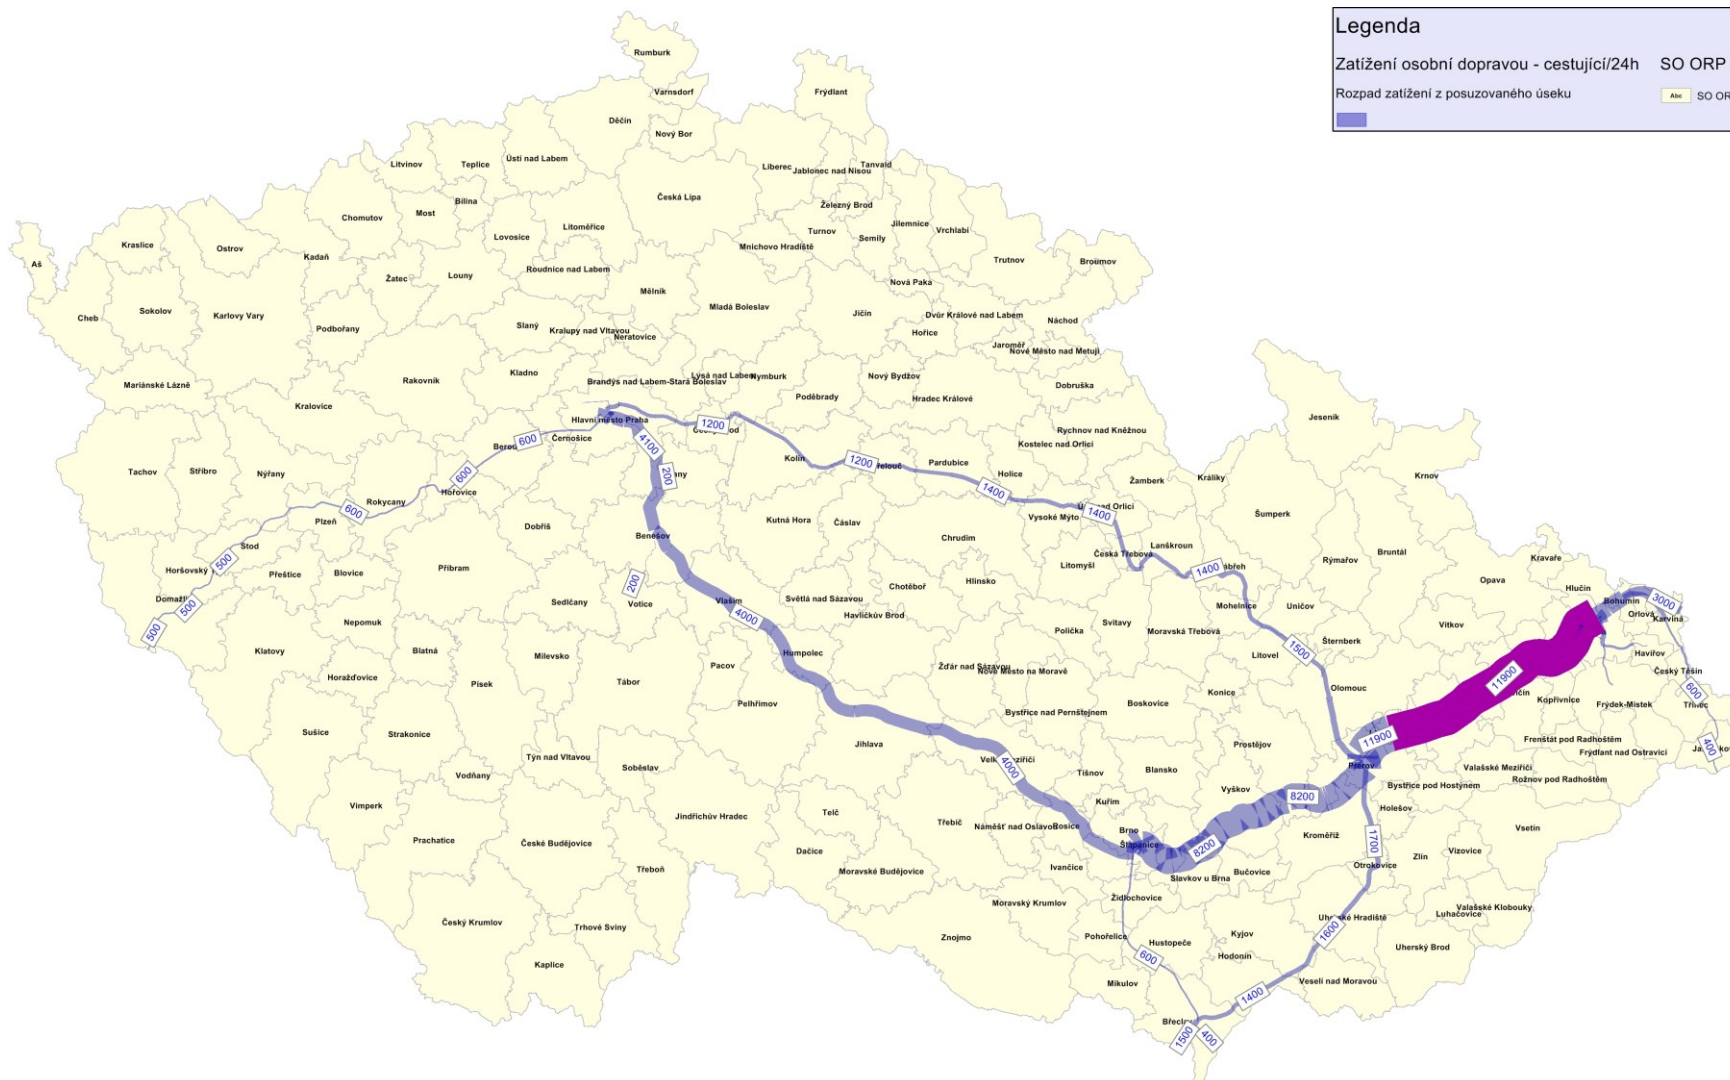 Legenda
Zatížení osobní dopravou - cestující/24h SO ORP
Rozpad zatížení z posuzovaného úseku
Abc SO OR
Rumburk
Varnsdorf
Frýdlant
Děčín
Nový Bor
Litvínov
Teplice
Ústí nad Labem
Liberec
Tanvald
Jablonec nad Nisou
Česká Lípa
Bílina
Železný Brod
Chomutov
Most
Litoměřice
Jilemnice
Vrchlabí
Turnov
Semily
Lovosice
Kraslice
Ostrov
Mnichovo Hradiště
Kadaň
Trutnov
Broumov
Aš
Roudnice nad Labem
Žatec
Louny
Nová Paka
Mělník
Mladá Boleslav
Sokolov
Karlovy Vary
Cheb
Jičín
Dvůr Králové nad Labem
Náchod
Podbořany
Slaný
Kralupy nad Vltavou
Neratovice
Hořice
Jaroměř
Nové Město nad Metují
Kladno
Lysá nad Labem
Nymburk
Nový Bydžov
Rakovník
Brandýs nad Labem-Stará Boleslav
Mariánské Lázně
Dobruška
Poděbrady
Hradec Králové
Kralovice
Jeseník
Hlavní město Praha
1200
Rychnov nad Kněžnou
Černošice
600
Kostelec nad Orlicí
4100
Kolín
1200
Pardubice
Tachov
Stříbro
Nýřany
600
200
Holice
Králíky
Krnov
Žamberk
Hořovice
1400
Rokycany
600
Plzeň
1400
Vysoké Mýto
Šumperk
Kutná Hora
Čáslav
Dobříš
Benešov
Chrudim
Stod
Lanškroun
Česká Třebová
Bruntál
Kravaře
Rýmařov
500
Horšovský
Přeštice
Blovice
Příbram
Litomyšl
1400
Opava
Hlinsko
Chotěboř
200
Hlučín
Domažl
500
Sedlčany
Votice
Vlašim
Světlá nad Sázavou
Bohumín
3000
Mohelnice
Uničov
Havlíčkův Brod
4000
Orlová
Karviná
Nepomuk
Svitavy
Vítkov
500
Polička
Moravská Třebová
Šternberk
Klatovy
Blatná
Milevsko
Humpolec
1500
Litovel
Havířov
Pacov
Žďár nad Sázavou
Nové Město na Moravě
Český Těšín
Horažďovice
Tábor
11900
Písek
Olomouc
600
Konice
Kopřivnice
Pelhřimov
Boskovice
Frýdek-Místek
Bystřice nad Pernštejnem
Sušice
Strakonice
11900
Frenštát pod Radhoštěm
Jihlava
Prostějov
400
Frýdlant nad Ostravicí
Týn nad Vltavou
Soběslav
4000
Přerov
Valašské Meziříčí
Vodňany
Tišnov
Blansko
Rožnov pod Radhoštěm
Bystřice pod Hostýnem
Vyškov
8200
Vimperk
Kuřim
Holešov
Telč
Jindřichův Hradec
Třebíč
Náměšť nad Oslavou
Rosice
Vsetín
Brno
Kroměříž
Prachatice
České Budějovice
1700
Šlapanice
8200
Dačice
Vizovice
Zlín
Otrokovice
Třeboň
Moravské Budějovice
Ivančice
Bučovice
Slavkov u Brna
Židlochovice
Moravský Krumlov
Valašské Klobouky
Luhačovice
Český Krumlov
Trhové Sviny
Kyjov
1600
Znojmo
Pohořelice
Hustopeče
Uherský Brod
600
Hodonín
Kaplice
Mikulov
Veselí nad Moravou
1400
1500
400